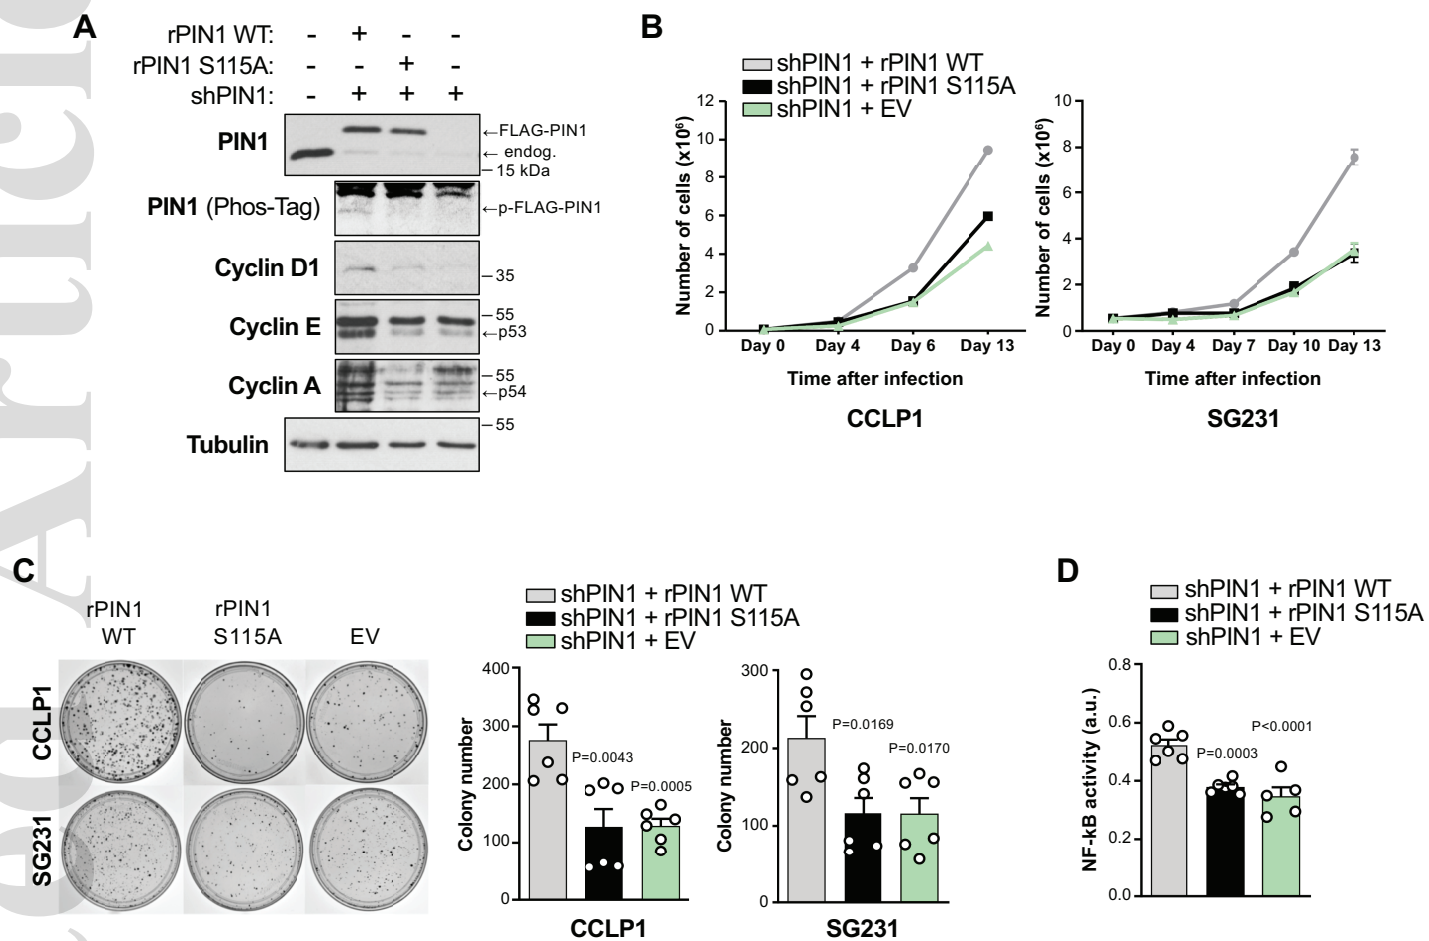 A
rPIN1 WT: - + - -
rPIN1 S115A: - - + -
shPIN1: - + + +
PIN1
←FLAG-PIN1
← endog.
15 kDa
PIN1 (Phos-Tag)
←p-FLAG-PIN1
Cyclin D1
35
Cyclin E
55
←p53
Cyclin A
55
←p54
Tubulin
55
B
shPIN1 + rPIN1 WT
shPIN1 + rPIN1 S115A
shPIN1 + EV
Number of cells (x10⁶)
12
10
8
6
4
2
0
Day 0 Day 4 Day 6 Day 13
Time after infection
CCLP1
Number of cells (x10⁶)
10
8
6
4
2
0
Day 0 Day 4 Day 7 Day 10 Day 13
Time after infection
SG231
C
rPIN1 WT
rPIN1 S115A
EV
CCLP1
SG231
shPIN1 + rPIN1 WT
shPIN1 + rPIN1 S115A
shPIN1 + EV
Colony number
400
300
200
100
0
P=0.0043
P=0.0005
CCLP1
Colony number
300
200
100
0
P=0.0169
P=0.0170
SG231
D
shPIN1 + rPIN1 WT
shPIN1 + rPIN1 S115A
shPIN1 + EV
NF-kB activity (a.u.)
0.8
0.6
0.4
0.2
0.0
P=0.0003
P<0.0001